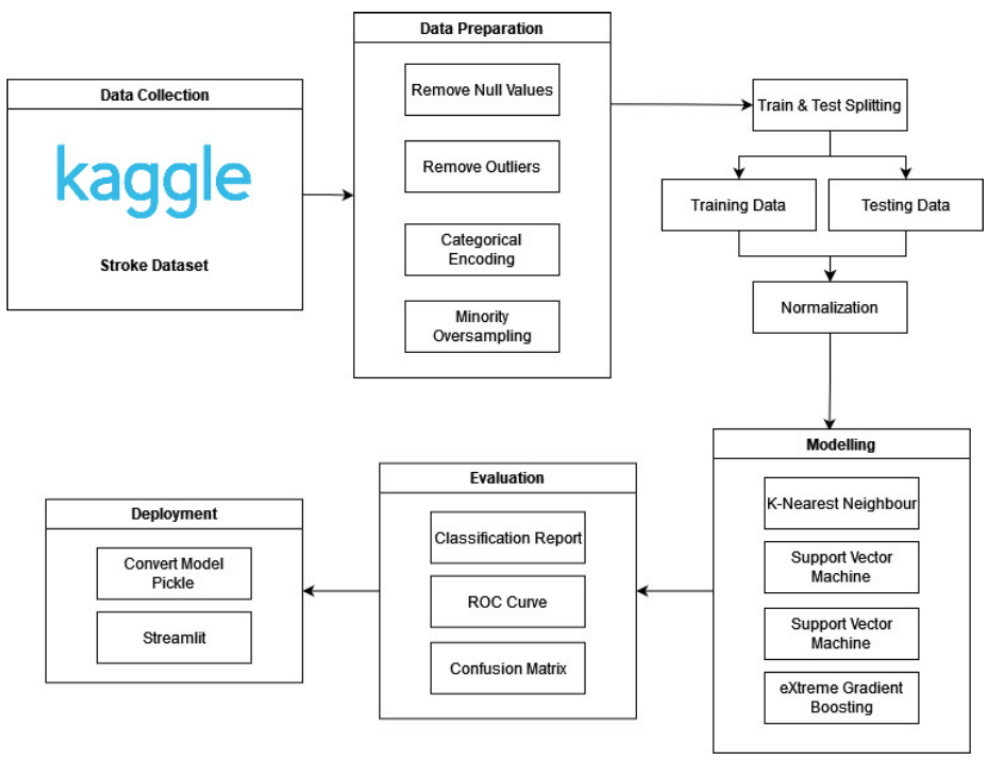 Data Collection
kaggle
Stroke Dataset
Data Preparation
Remove Null Values
Remove Outliers
Categorical
Encoding
Minority
Oversampling
Train & Test Splitting
Training Data
Testing Data
Normalization
Modelling
K-Nearest Neighbour
Support Vector
Machine
Support Vector
Machine
eXtreme Gradient
Boosting
Evaluation
Classification Report
ROC Curve
Confusion Matrix
Deployment
Convert Model
Pickle
Streamlit